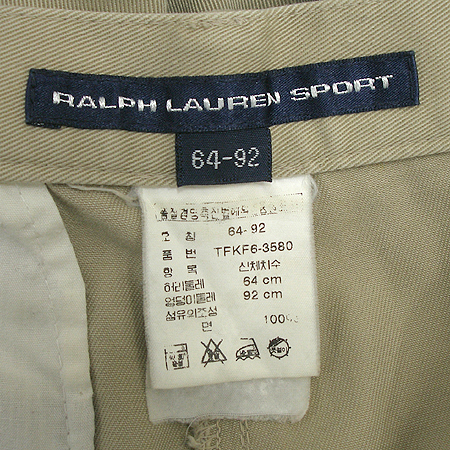 RALPH LAUREN SPORT
64-92
호 칭 64-92
품 번 TFKF6-3580
항 목 신체치수
허리둘레 64 cm
엉덩이둘레 92 cm
섬유의조성
면 100%